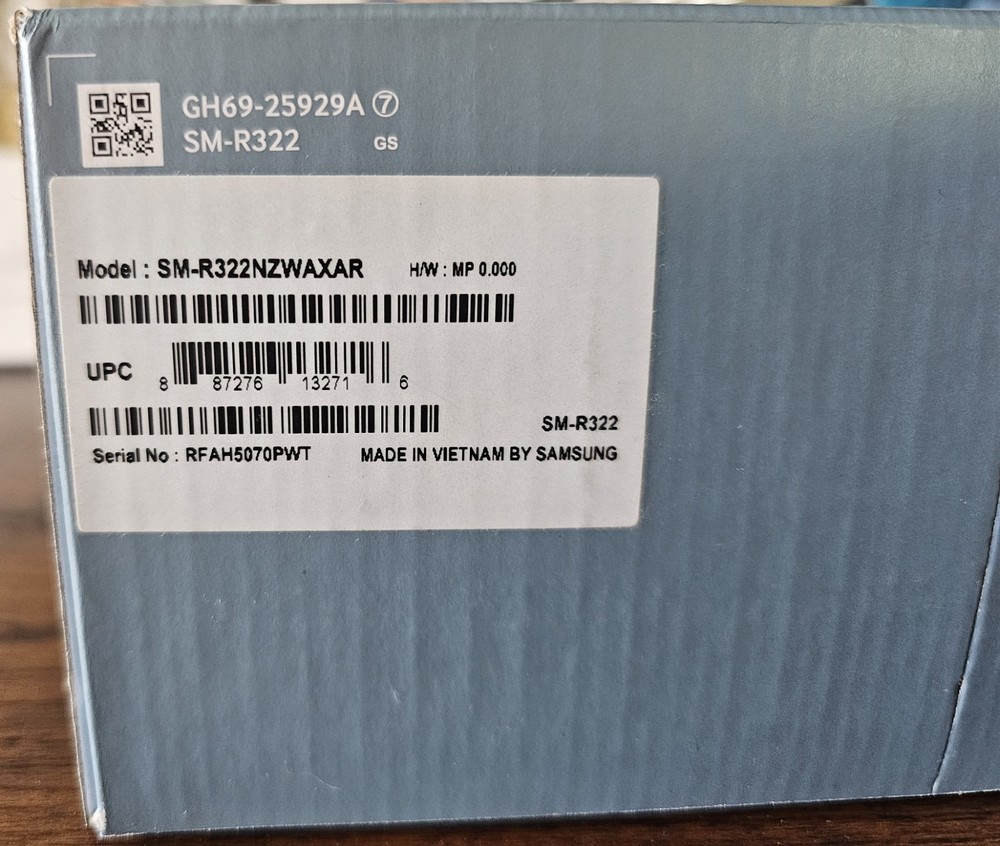 GH69-25929A ⑦
SM-R322 GS
Model : SM-R322NZWAXAR H/W : MP 0.000
UPC 8 87276 13271 6
SM-R322
Serial No : RFAH5070PWT MADE IN VIETNAM BY SAMSUNG